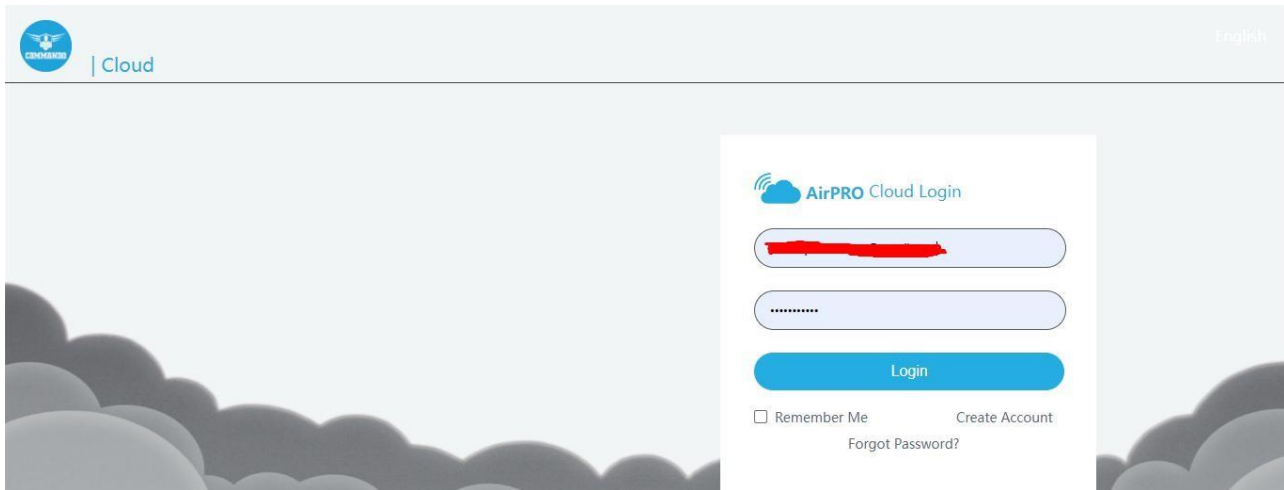 COMMANDO
| Cloud
English
AirPRO Cloud Login
•••••••••••
Login
Remember Me
Create Account
Forgot Password?